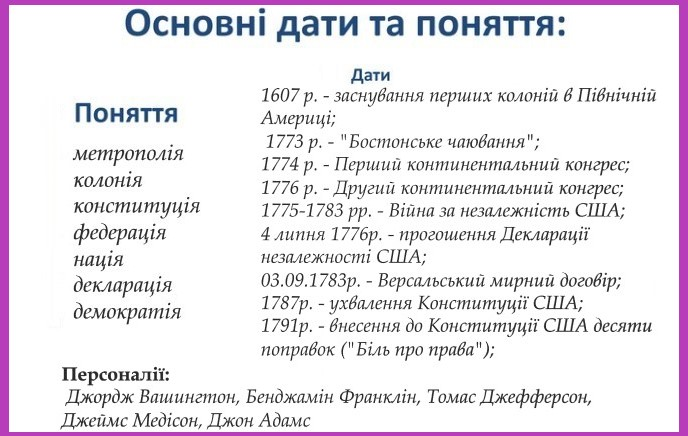 Основні дати та поняття:
Поняття
метрополія
колонія
конституція
федерація
нація
декларація
демократія
Дати
1607 р. - заснування перших колоній в Північній
Америці;
1773 р. - "Бостонське чаювання";
1774 р. - Перший континентальний конгрес;
1776 р. - Другий континентальний конгрес;
1775-1783 рр. - Війна за незалежність США;
4 липня 1776р. - прогошення Декларації
незалежності США;
03.09.1783р. - Версальський мирний договір;
1787р. - ухвалення Конституції США;
1791р. - внесення до Конституції США десяти
поправок ("Біль про права");
Персоналії:
Джордж Вашингтон, Бенджамін Франклін, Томас Джефферсон,
Джеймс Медісон, Джон Адамс